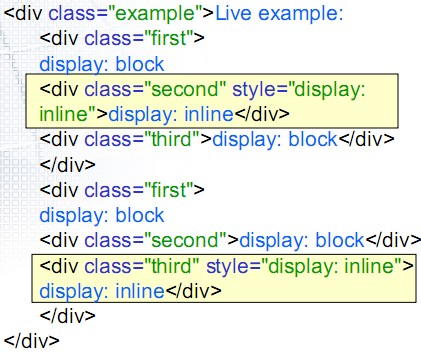 <div class="example">Live example:
<div class="first">
display: block
<div class="second" style="display:
inline">display: inline</div>
<div class="third">display: block</div>
</div>
<div class="first">
display: block
<div class="second">display: block</div>
<div class="third" style="display: inline">
display: inline</div>
</div>
</div>